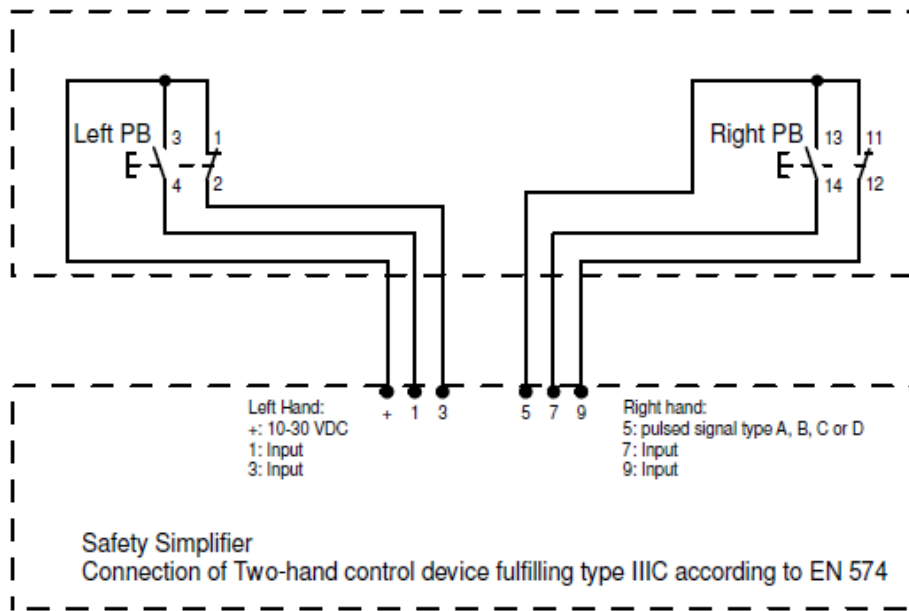 Left PB
3
1
4
2
Right PB
13
11
14
12
+ 1 3
5 7 9
Left Hand:
+: 10-30 VDC
1: Input
3: Input
Right hand:
5: pulsed signal type A, B, C or D
7: Input
9: Input
Safety Simplifier
Connection of Two-hand control device fulfilling type IIIC according to EN 574